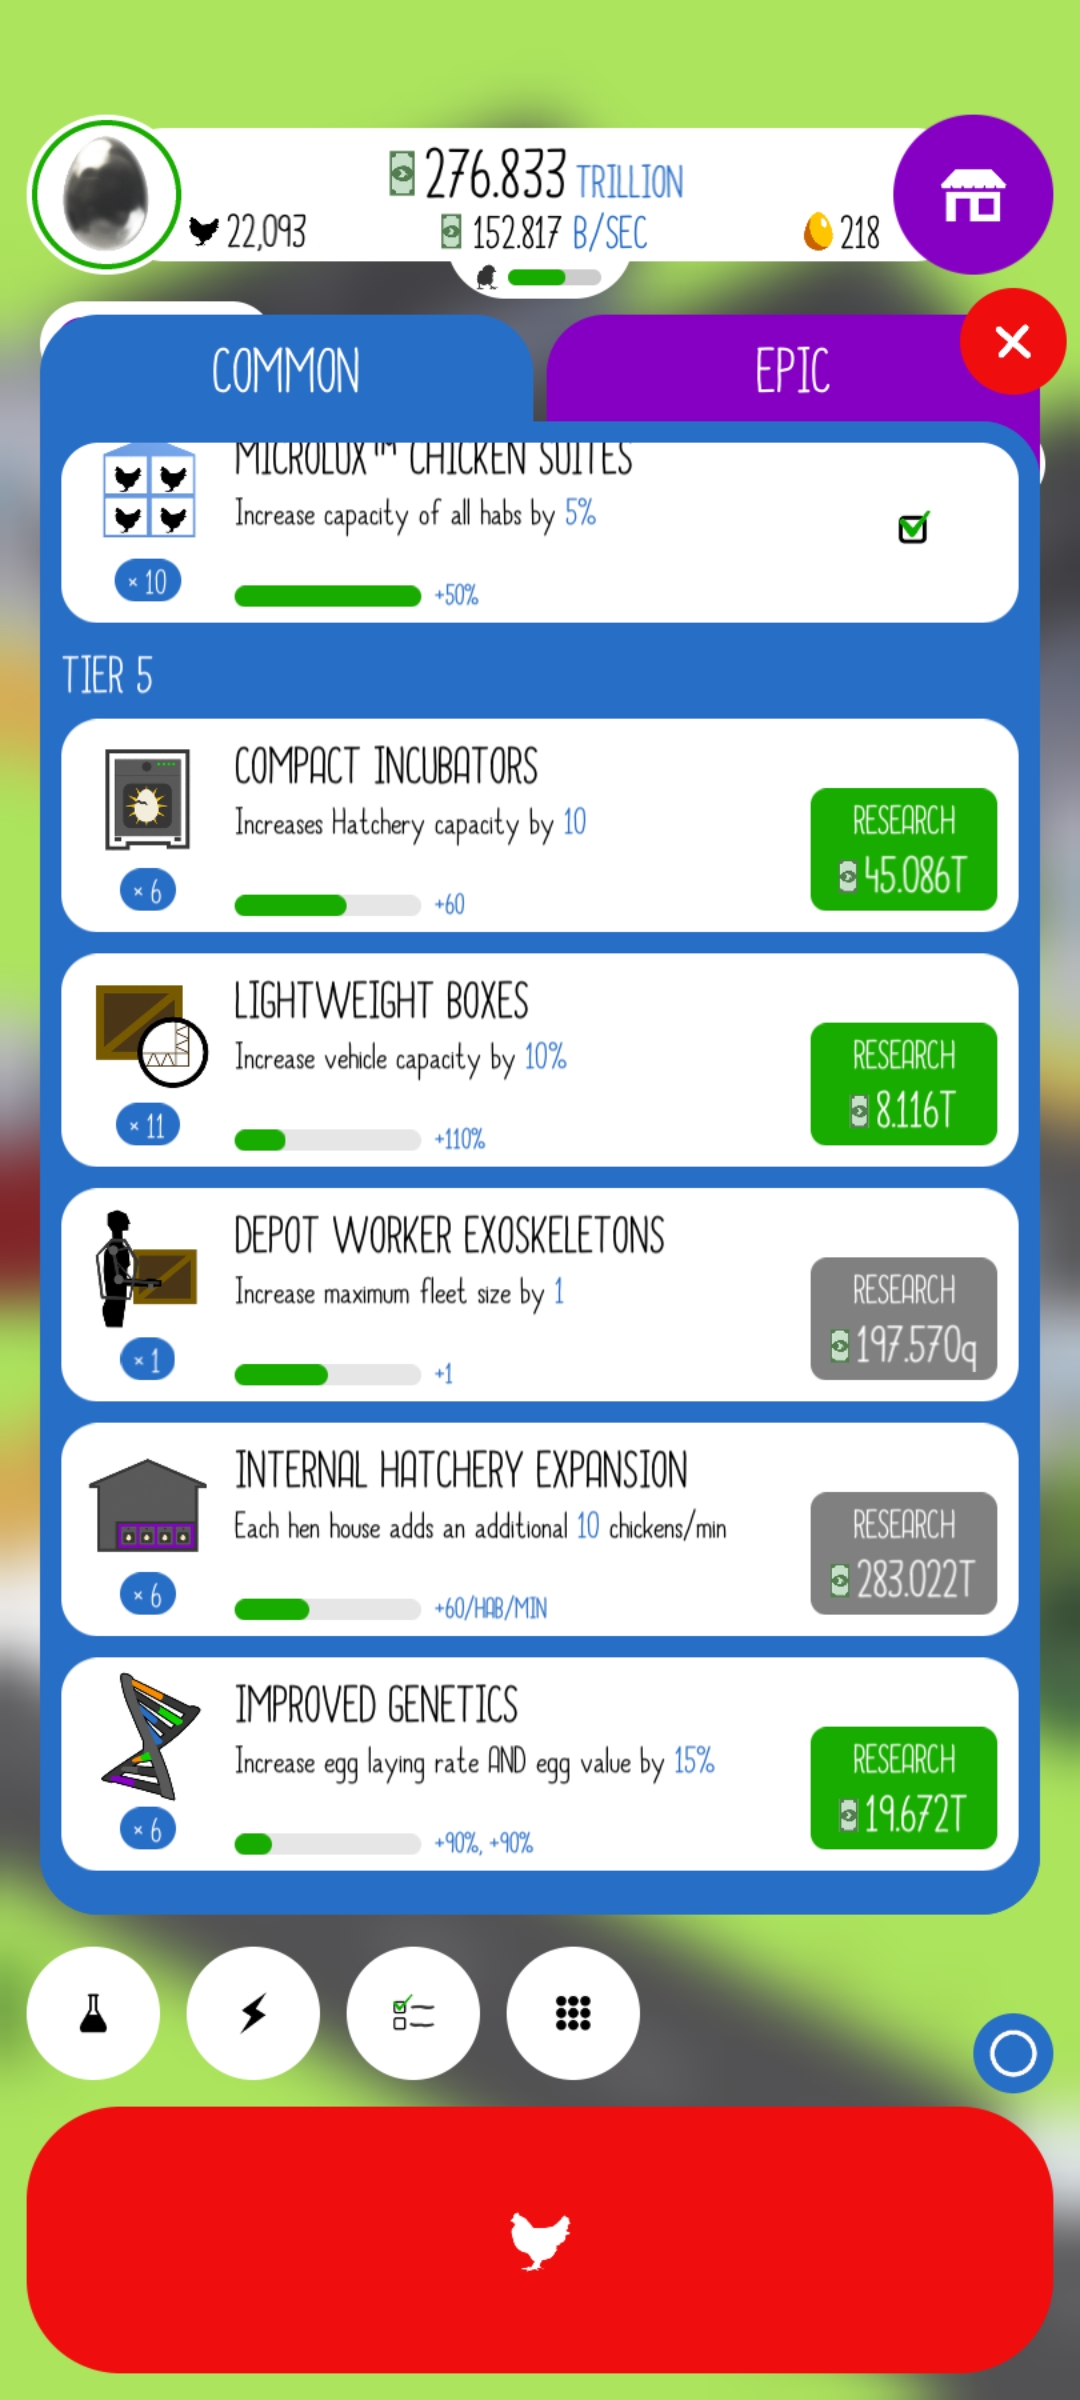 276.833 TRILLION
22,093
152.817 B/SEC
218
COMMON
EPIC
MICROLUX™ CHICKEN SUITES
Increase capacity of all habs by 5%
× 10
+50%
TIER 5
COMPACT INCUBATORS
Increases Hatchery capacity by 10
RESEARCH
45.086T
× 6
+60
LIGHTWEIGHT BOXES
Increase vehicle capacity by 10%
RESEARCH
8.116T
× 11
+110%
DEPOT WORKER EXOSKELETONS
Increase maximum fleet size by 1
RESEARCH
197.570q
× 1
+1
INTERNAL HATCHERY EXPANSION
Each hen house adds an additional 10 chickens/min
RESEARCH
283.022T
× 6
+60/HAB/MIN
IMPROVED GENETICS
Increase egg laying rate AND egg value by 15%
RESEARCH
19.672T
× 6
+90%, +90%